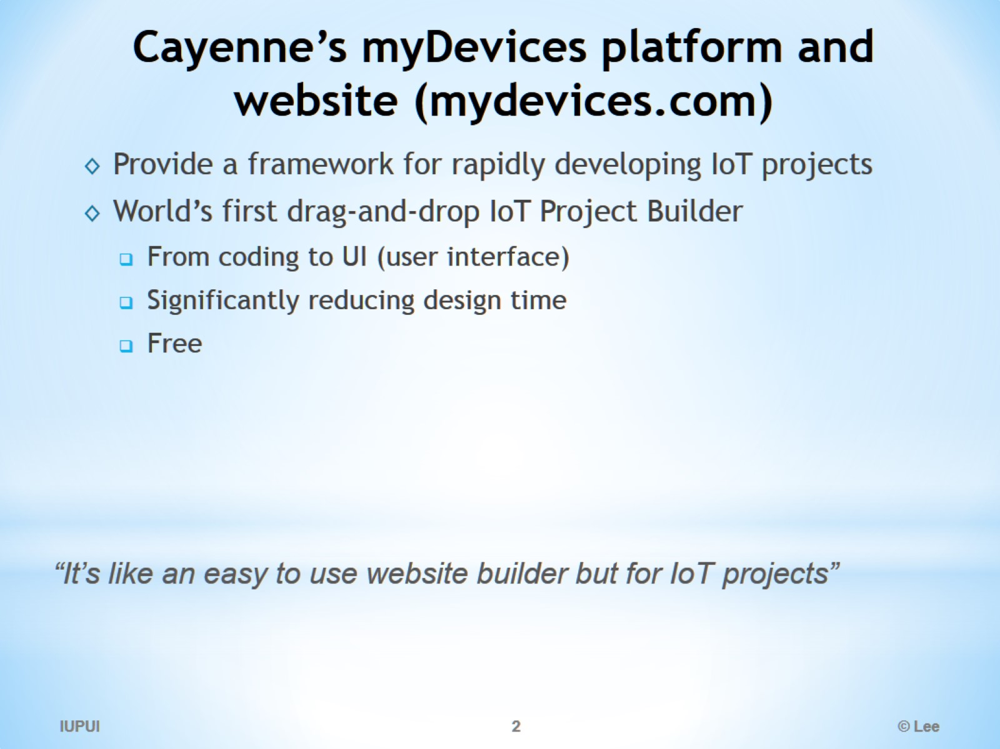 Cayenne’s myDevices platform and
website (mydevices.com)
Provide a framework for rapidly developing IoT projects
World’s first drag-and-drop IoT Project Builder
From coding to UI (user interface)
Significantly reducing design time
Free
“It’s like an easy to use website builder but for IoT projects”
IUPUI
2
© Lee